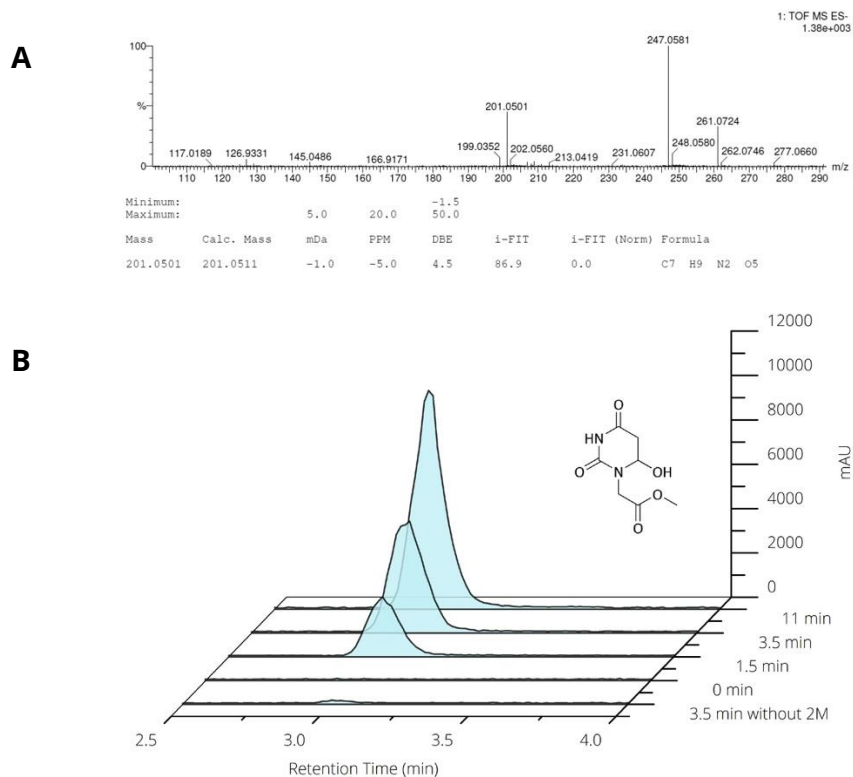 A
1: TOF MS ES-
1.38e+003
100
%
0
247.0581
201.0501
261.0724
199.0352
202.0560
248.0580
117.0189
126.9331
145.0486
166.9171
213.0419
231.0607
262.0746
277.0660
110 120 130 140 150 160 170 180 190 200 210 220 230 240 250 260 270 280 290 m/z
Minimum: -1.5
Maximum: 5.0 20.0 50.0
Mass Calc. Mass mDa PPM DBE i-FIT i-FIT (Norm) Formula
201.0501 201.0511 -1.0 -5.0 4.5 86.9 0.0 C7 H9 N2 O5
B
12000
10000
8000
6000
4000
2000
0
mAU
O
HN
O
N
OH
O
O
11 min
3.5 min
1.5 min
0 min
3.5 min without 2M
2.5 3.0 3.5 4.0
Retention Time (min)